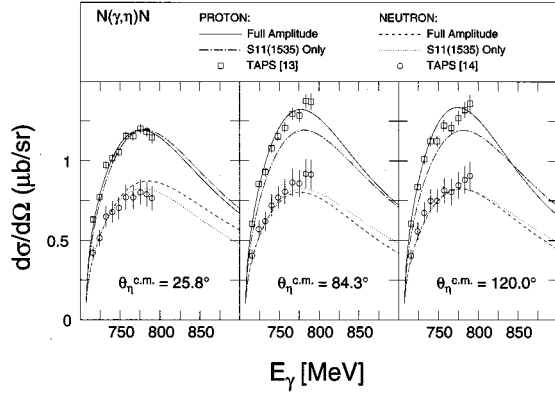 N(γ,η)N PROTON: NEUTRON:
Full Amplitude Full Amplitude
S11(1535) Only S11(1535) Only
TAPS [13] TAPS [14]
dσ/dΩ (μb/sr)
1
0.5
0
θη c.m. = 25.8° θη c.m. = 84.3° θη c.m. = 120.0°
750 800 850 750 800 850 750 800 850
Eγ [MeV]